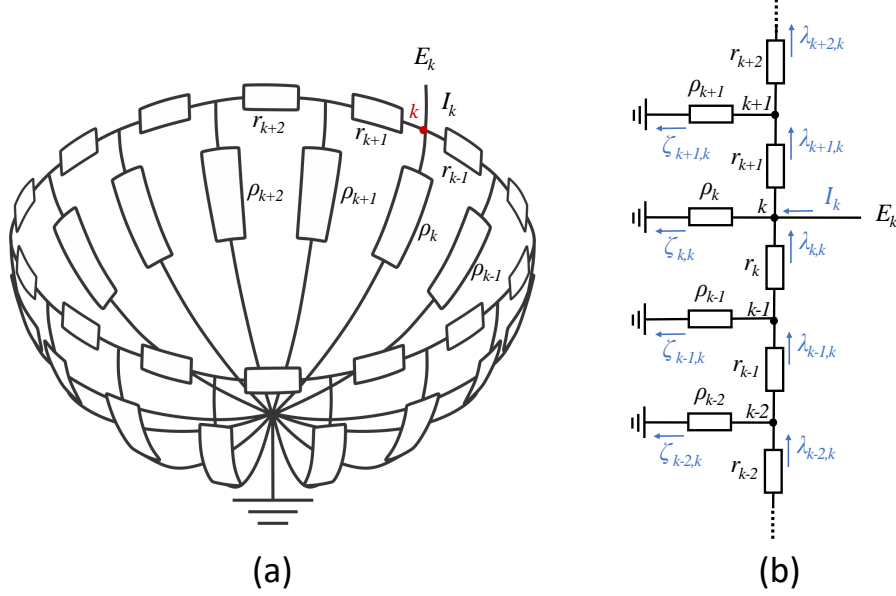 E_k
I_k
k
r_{k+2}
r_{k+1}
r_{k-1}
ρ_{k+2}
ρ_{k+1}
ρ_k
ρ_{k-1}
(a)
λ_{k+2,k}
r_{k+2}
ρ_{k+1}
k+1
ζ_{k+1,k}
λ_{k+1,k}
r_{k+1}
ρ_k
k
I_k
E_k
ζ_{k,k}
λ_{k,k}
r_k
ρ_{k-1}
k-1
ζ_{k-1,k}
λ_{k-1,k}
r_{k-1}
ρ_{k-2}
k-2
ζ_{k-2,k}
λ_{k-2,k}
r_{k-2}
(b)